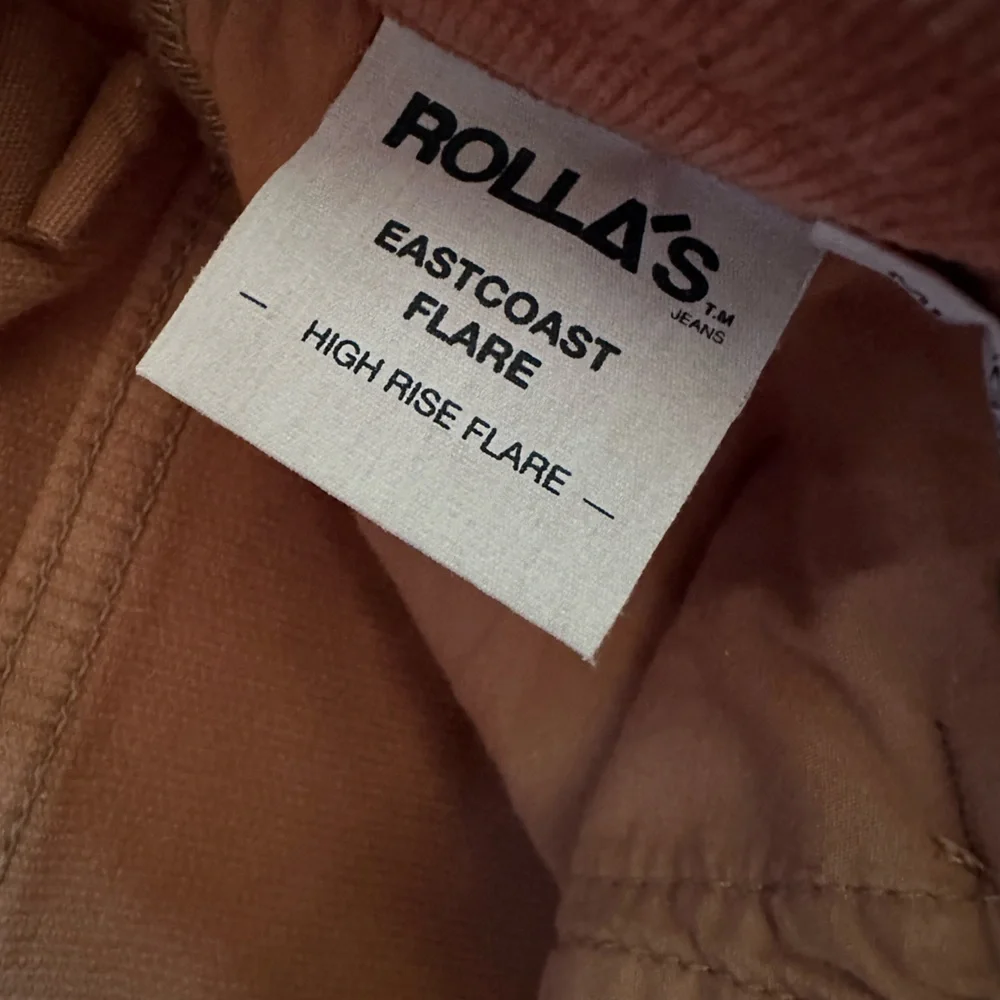 ROLLA'S
T.M
JEANS
EASTCOAST
FLARE
— HIGH RISE FLARE —